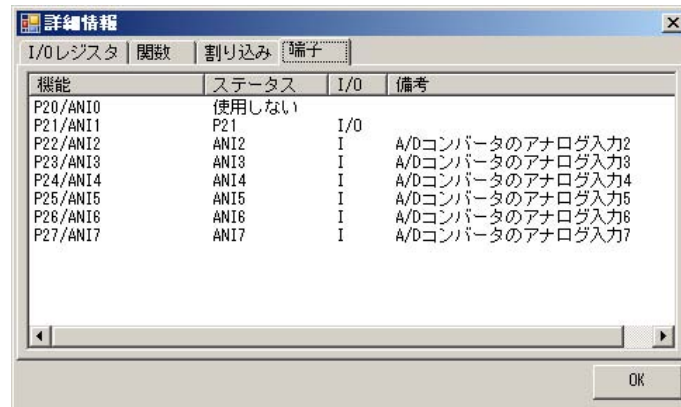 詳細情報
I/Oレジスタ 関数 割り込み 端子
機能 ステータス I/O 備考
P20/ANI0 使用しない
P21/ANI1 P21 I/O
P22/ANI2 ANI2 I A/Dコンバータのアナログ入力2
P23/ANI3 ANI3 I A/Dコンバータのアナログ入力3
P24/ANI4 ANI4 I A/Dコンバータのアナログ入力4
P25/ANI5 ANI5 I A/Dコンバータのアナログ入力5
P26/ANI6 ANI6 I A/Dコンバータのアナログ入力6
P27/ANI7 ANI7 I A/Dコンバータのアナログ入力7
OK